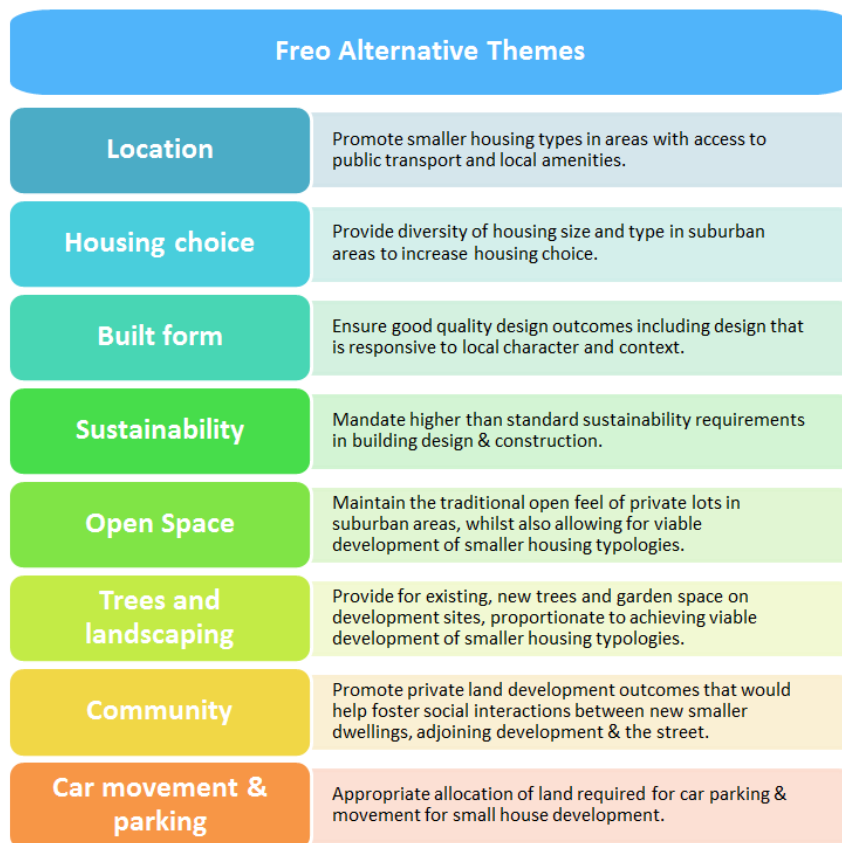 Freo Alternative Themes
Location
Promote smaller housing types in areas with access to
public transport and local amenities.
Housing choice
Provide diversity of housing size and type in suburban
areas to increase housing choice.
Built form
Ensure good quality design outcomes including design that
is responsive to local character and context.
Sustainability
Mandate higher than standard sustainability requirements
in building design & construction.
Open Space
Maintain the traditional open feel of private lots in
suburban areas, whilst also allowing for viable
development of smaller housing typologies.
Trees and
landscaping
Provide for existing, new trees and garden space on
development sites, proportionate to achieving viable
development of smaller housing typologies.
Community
Promote private land development outcomes that would
help foster social interactions between new smaller
dwellings, adjoining development & the street.
Car movement &
parking
Appropriate allocation of land required for car parking &
movement for small house development.